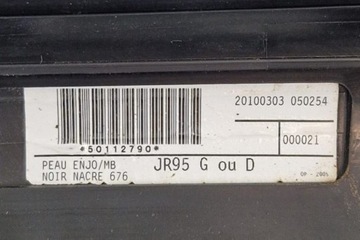 20100303 050254
000021
*50112790*
PEAU ENJO/MB
NOIR NACRE 676
JR95 G ou D